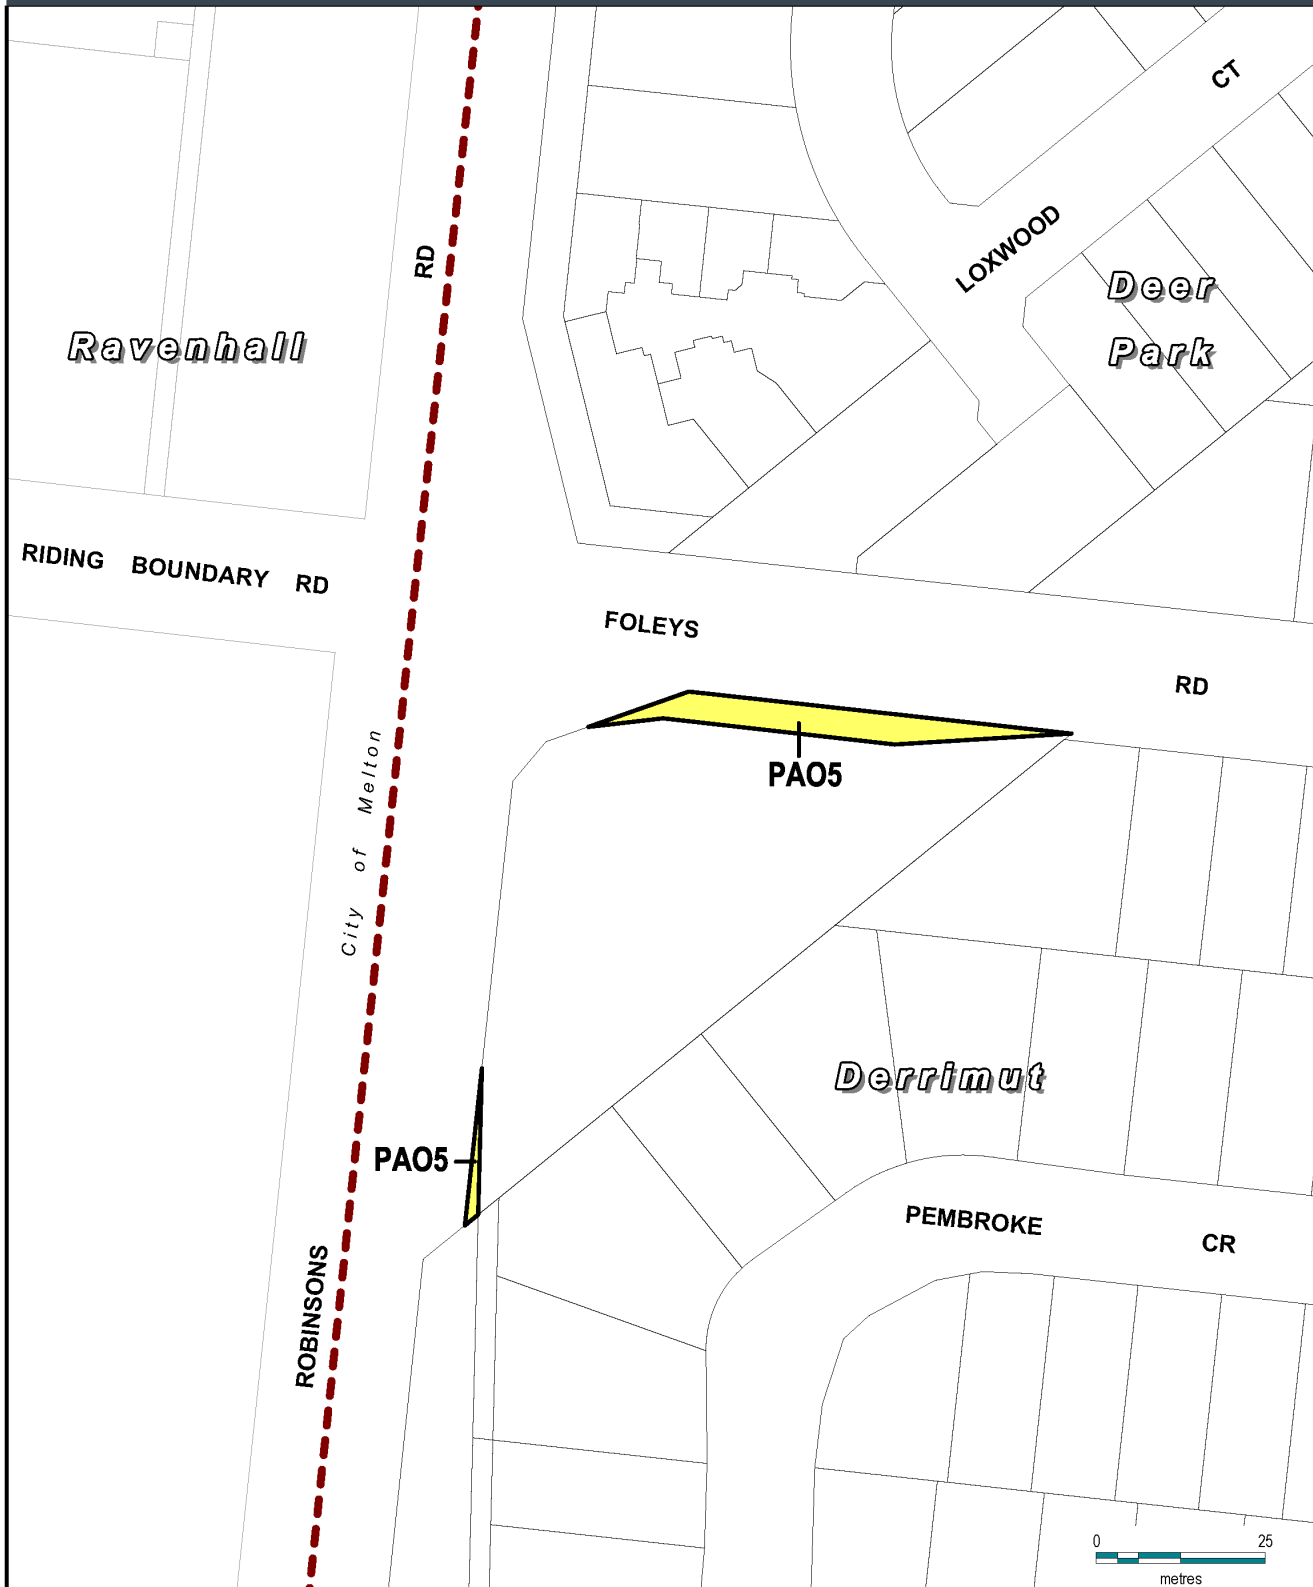 CT
LOXWOOD
RD
Deer
Park
Ravenhall
RIDING BOUNDARY RD
FOLEYS
RD
PAO5
City of Melton
Derrimut
PAO5
PEMBROKE
CR
ROBINSONS
0 25
metres